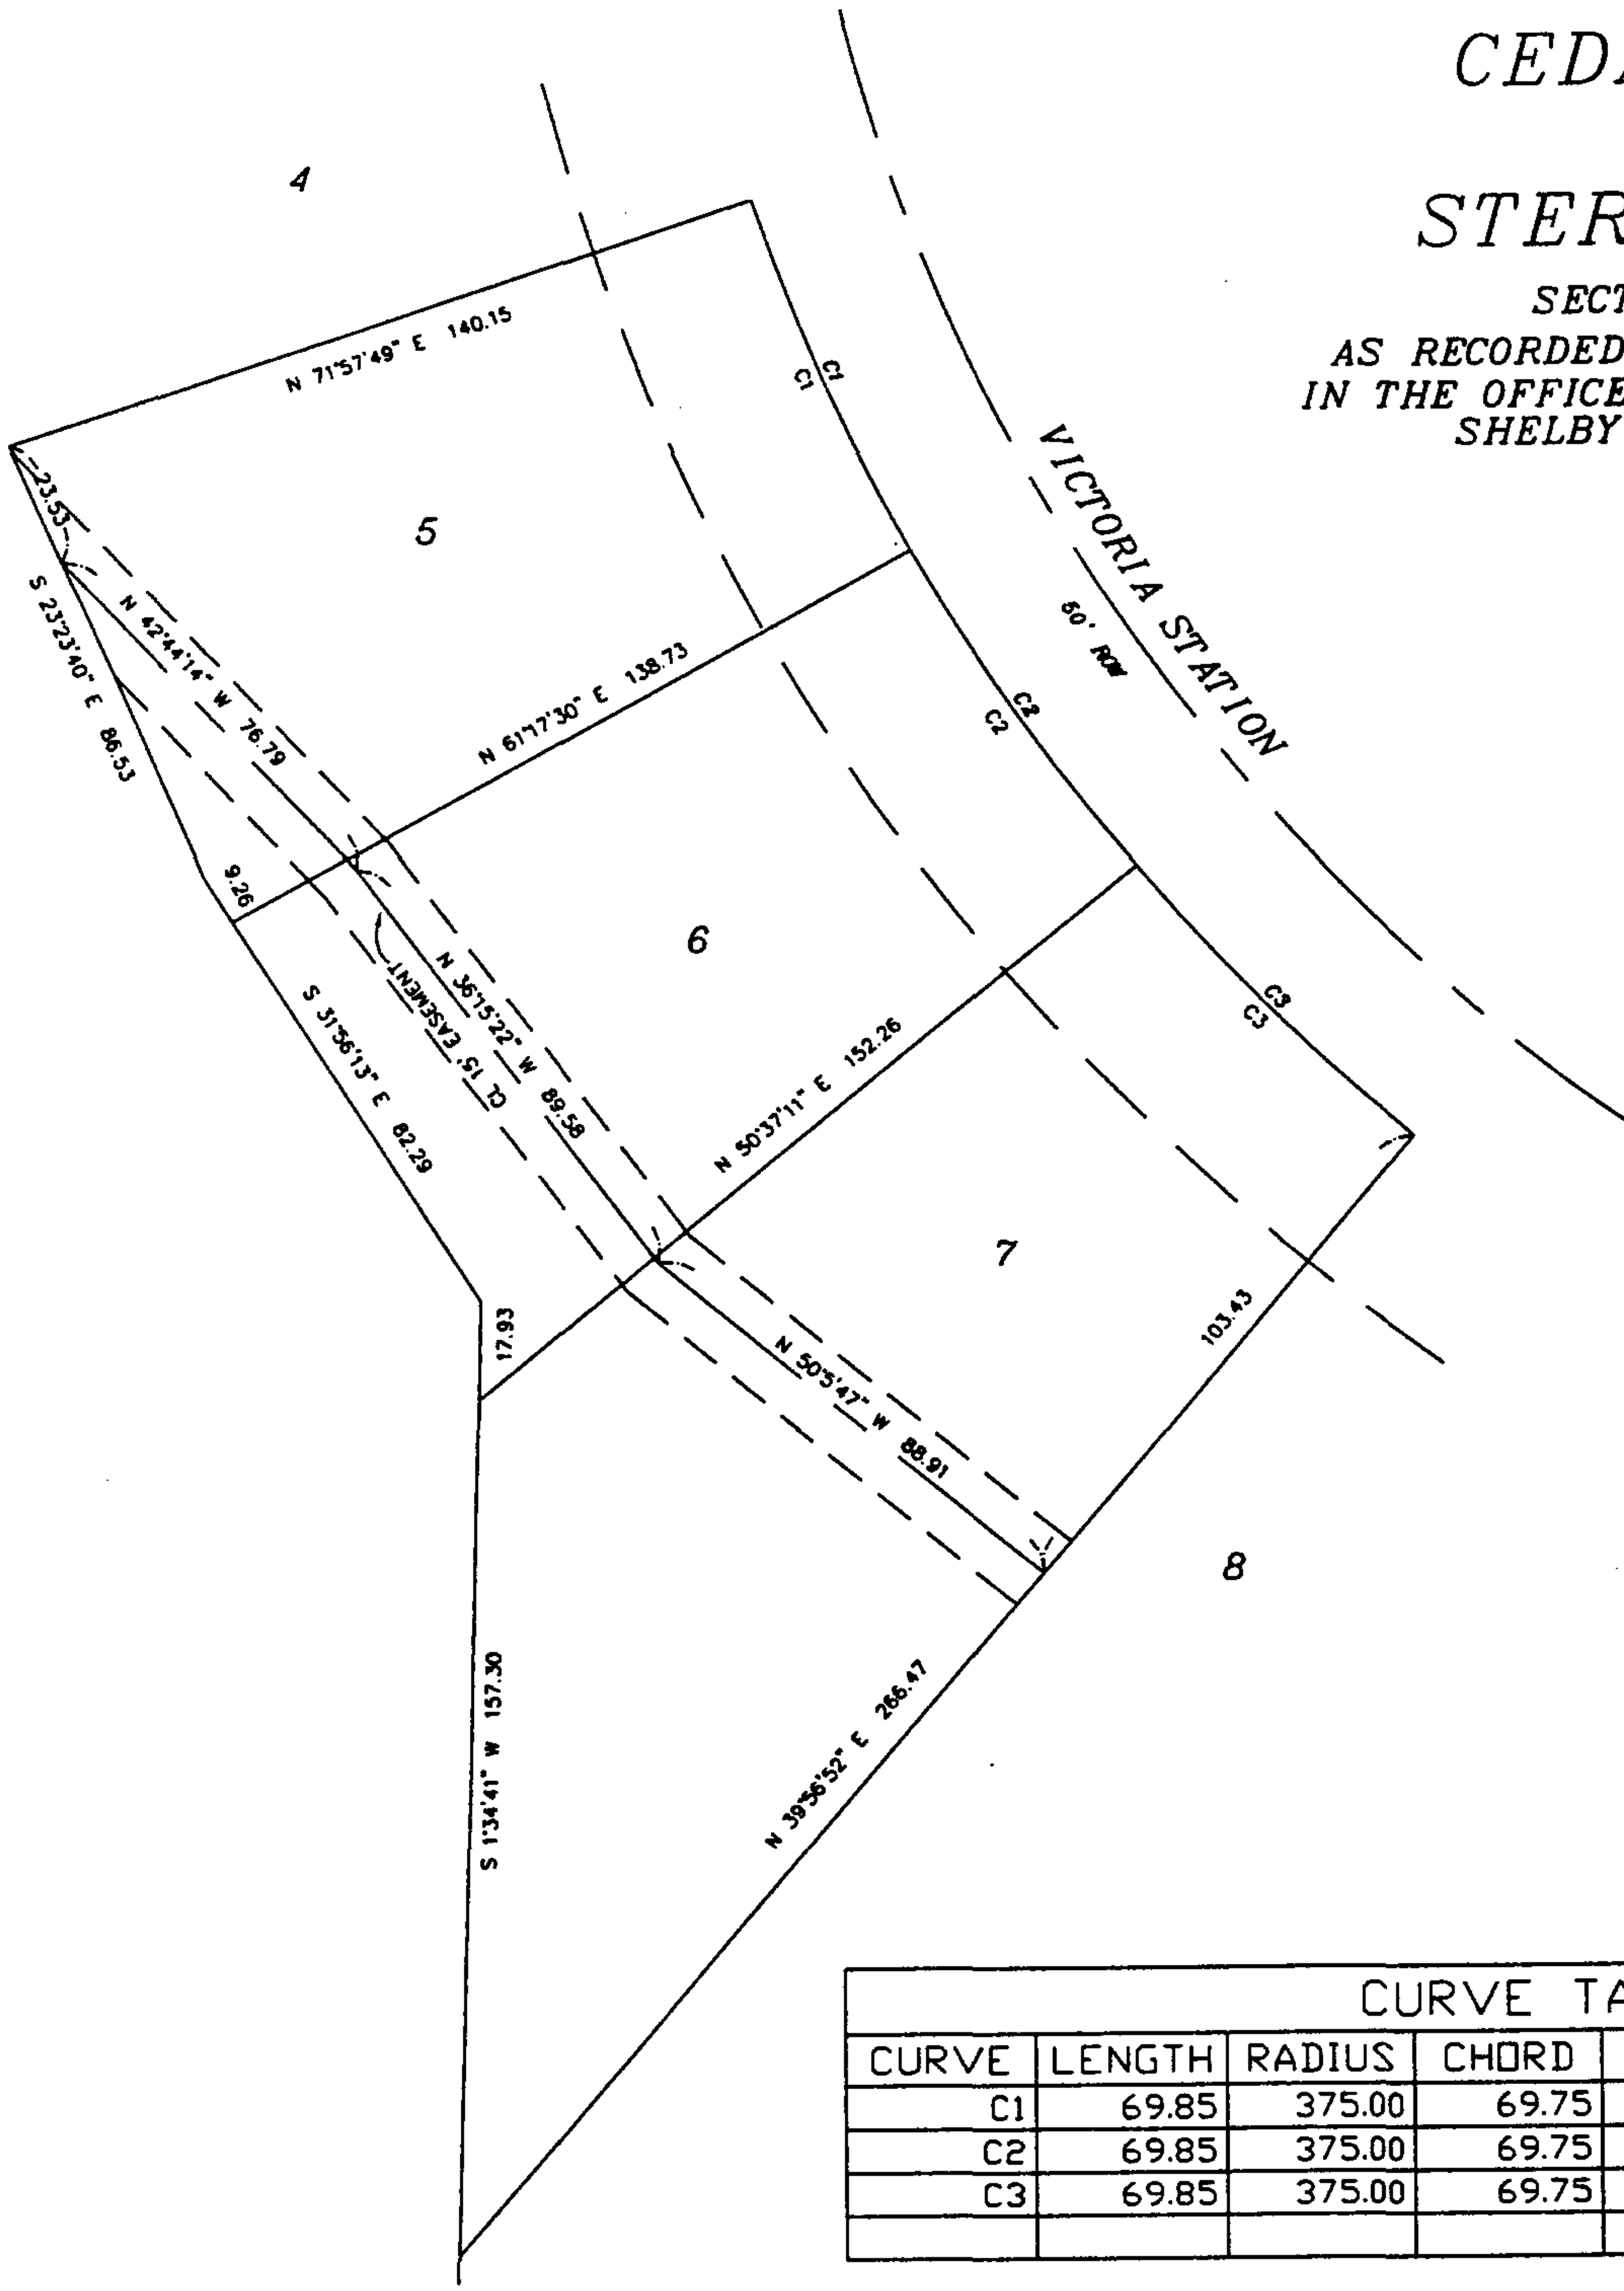 CEDA
STER
SECT
AS RECORDED
IN THE OFFICE
SHELBY
4
N 71°57'49" E 140.15
C1
C1
VICTORIA STATION
60' ROW
23.53
5
S 23°23'40" E 86.53
N 42°44'14" W 76.79
N 61°17'30" E 138.73
C2
C2
9.26
6
N 36°15'22" W 89.58
CL 15' EASEMENT
S 31°56'13" E 82.29
N 50°37'11" E 152.26
C3
C3
7
17.93
103.43
N 50°5'47" W 88.91
8
S 1°34'41" W 157.30
N 39°56'52" E 266.47
CURVE TA
CURVE LENGTH RADIUS CHORD
C1 69.85 375.00 69.75
C2 69.85 375.00 69.75
C3 69.85 375.00 69.75